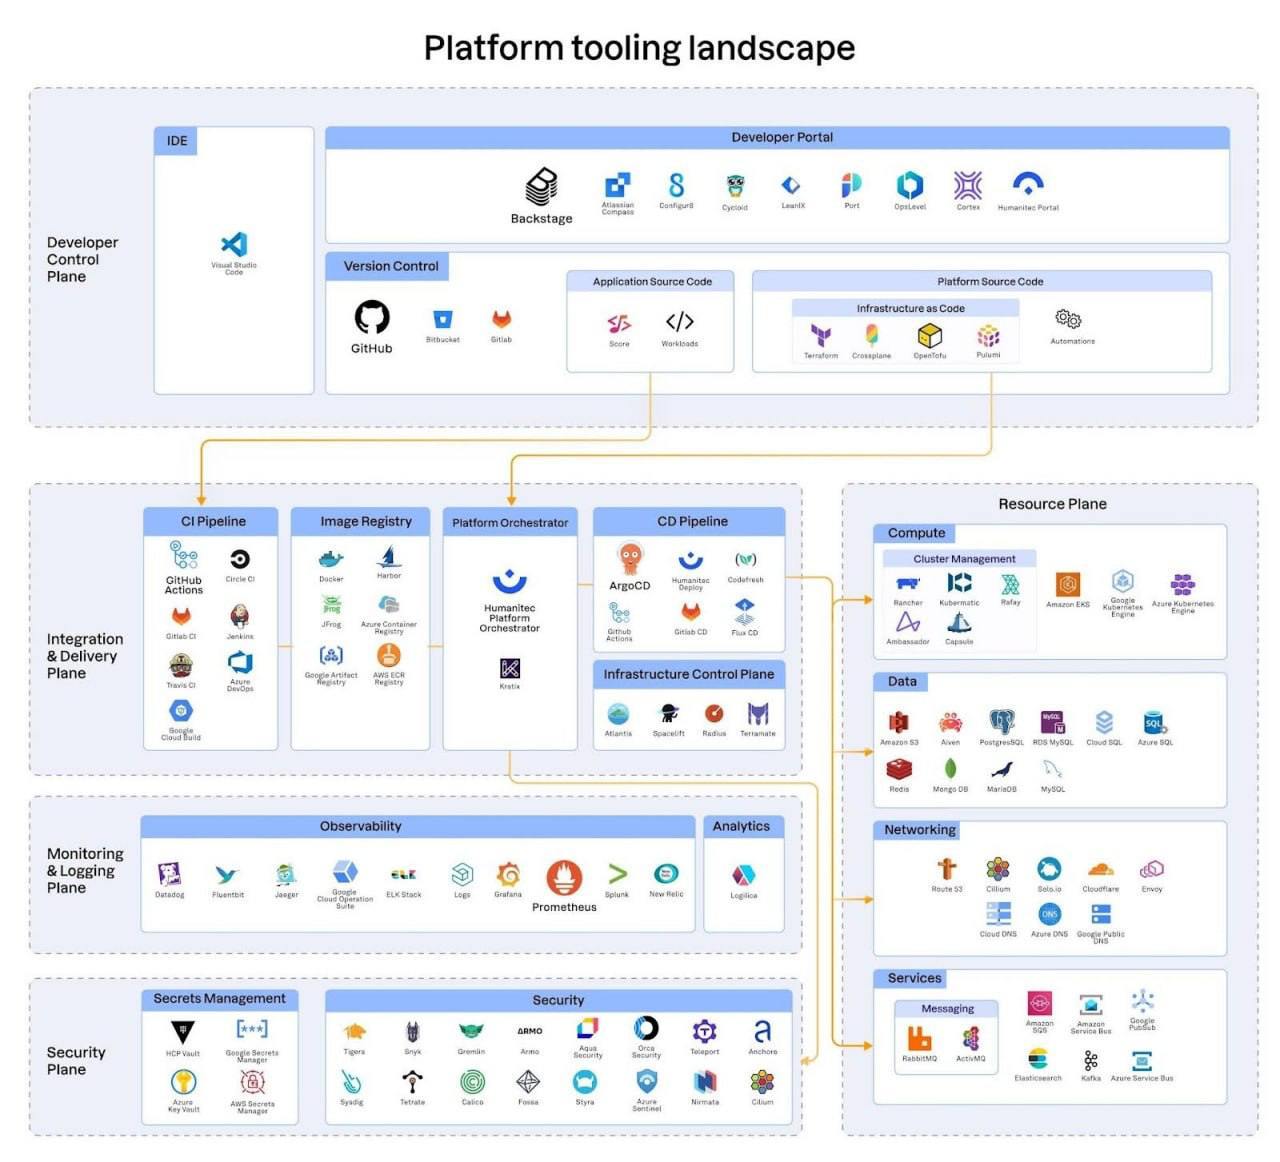 Platform tooling landscape
Developer
Control
Plane
IDE
Visual Studio
Code
Developer Portal
Backstage
Atlassian
Compass
Configur8
Cycloid
LeanIX
Port
OpsLevel
Cortex
Humanitec Portal
Version Control
GitHub
Bitbucket
Gitlab
Application Source Code
Score
Workloads
Platform Source Code
Infrastructure as Code
Terraform
Crossplane
OpenTofu
Pulumi
Automations
Integration
& Delivery
Plane
CI Pipeline
GitHub
Actions
Circle CI
Gitlab CI
Jenkins
Travis CI
Azure
DevOps
Google
Cloud Build
Image Registry
Docker
Harbor
JFrog
JFrog
Azure Container
Registry
Google Artifact
Registry
AWS ECR
Registry
Platform Orchestrator
Humanitec
Platform
Orchestrator
Kratix
CD Pipeline
ArgoCD
Humanitec
Deploy
Codefresh
Github
Actions
Gitlab CD
Flux CD
Infrastructure Control Plane
Atlantis
Spacelift
Radius
Terramate
Resource Plane
Compute
Cluster Management
Rancher
Kubermatic
Rafay
Ambassador
Capsule
Amazon EKS
Google
Kubernetes
Engine
Azure Kubernetes
Engine
Data
Amazon S3
Aiven
PostgresSQL
MySQL
M
RDS MySQL
Cloud SQL
SQL
Azure SQL
Redis
Mongo DB
MariaDB
MySQL
Networking
Route 53
Cillium
Solo.io
Cloudflare
Envoy
Cloud DNS
DNS
Azure DNS
Google Public
DNS
Services
Messaging
RabbitMQ
ActivMQ
Amazon
SQS
Amazon
Service Bus
Google
PubSub
Elasticsearch
Kafka
Azure Service Bus
Monitoring
& Logging
Plane
Observability
Datadog
Fluentbit
Jaeger
Google
Cloud Operation
Suite
ELK
ELK Stack
Logs
Grafana
Prometheus
Splunk
New Relic
Analytics
Logilica
Security
Plane
Secrets Management
HCP Vault
[***]
Google Secrets
Manager
Azure
Key Vault
AWS Secrets
Manager
Security
Tigera
Snyk
Gremlin
ARMO
Armo
Aqua
Security
Orca
Security
Teleport
Anchore
Sysdig
Tetrate
Calico
Fossa
Styra
Azure
Sentinel
Nirmata
Cilium